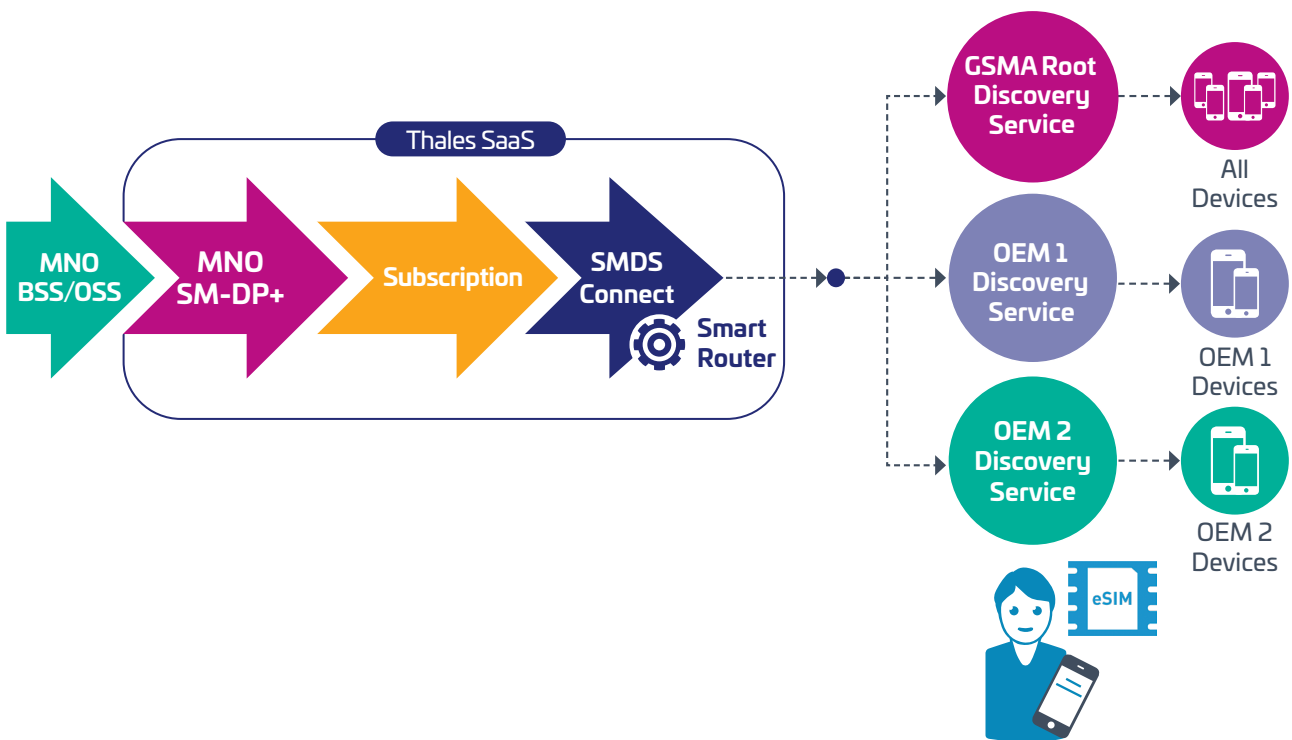 Thales SaaS
MNO
BSS/OSS
MNO
SM-DP+
Subscription
SMDS
Connect
Smart
Router
GSMA Root
Discovery
Service
All
Devices
OEM 1
Discovery
Service
OEM 1
Devices
OEM 2
Discovery
Service
OEM 2
Devices
eSIM